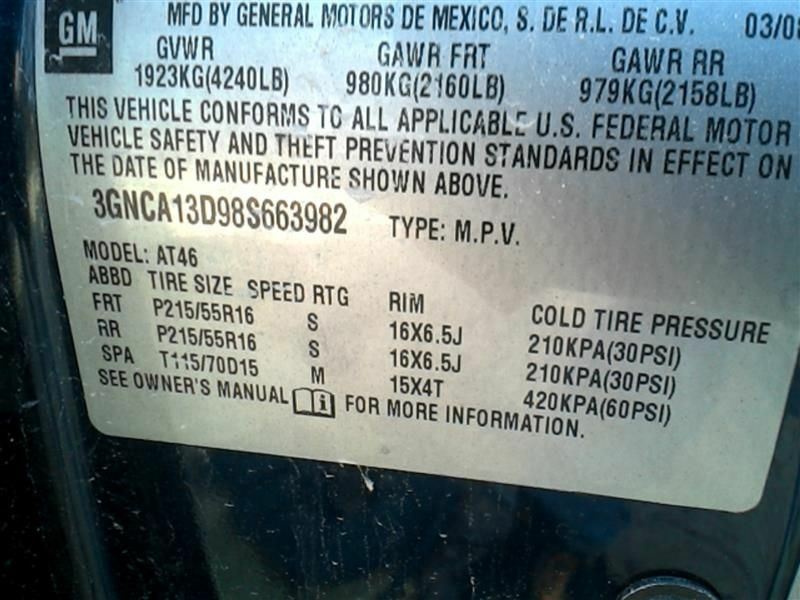 GM
MFD BY GENERAL MOTORS DE MEXICO, S. DE R.L. DE C.V. 03/08
GVWR GAWR FRT GAWR RR
1923KG(4240LB) 980KG(2160LB) 979KG(2158LB)
THIS VEHICLE CONFORMS TO ALL APPLICABLE U.S. FEDERAL MOTOR
VEHICLE SAFETY AND THEFT PREVENTION STANDARDS IN EFFECT ON
THE DATE OF MANUFACTURE SHOWN ABOVE.
3GNCA13D98S663982 TYPE: M.P.V.
MODEL: AT46
ABBD TIRE SIZE SPEED RTG RIM COLD TIRE PRESSURE
FRT P215/55R16 S 16X6.5J 210KPA(30PSI)
RR P215/55R16 S 16X6.5J 210KPA(30PSI)
SPA T115/70D15 M 15X4T 420KPA(60PSI)
SEE OWNER'S MANUAL i FOR MORE INFORMATION.